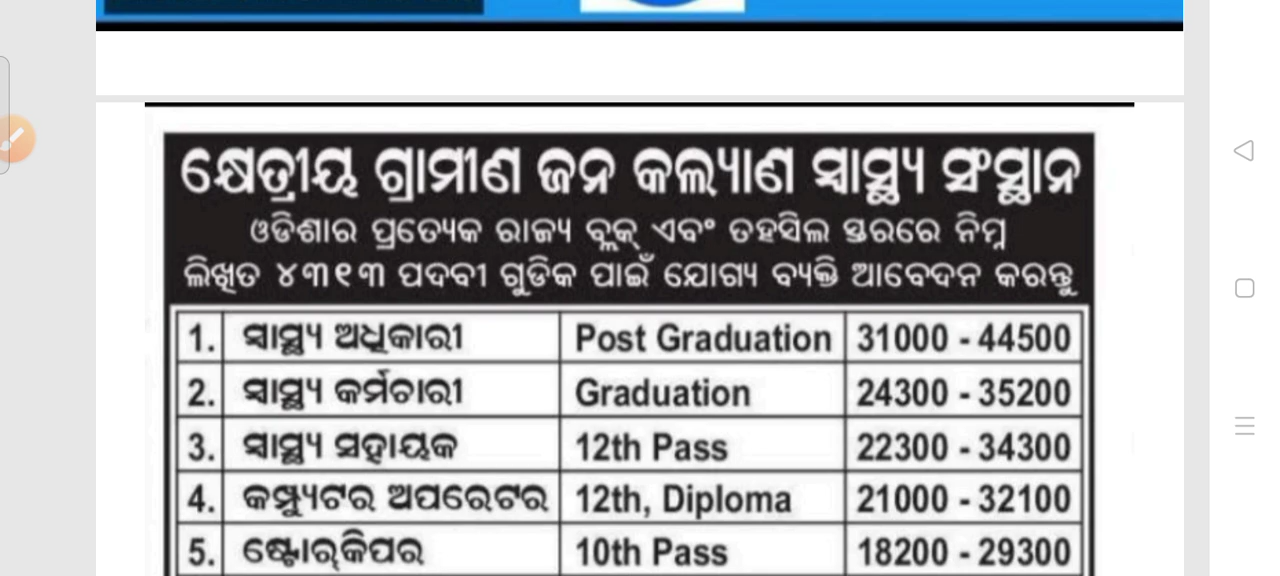 କ୍ଷେତ୍ରୀୟ ଗ୍ରାମୀଣ ଜନ କଲ୍ୟାଣ ସ୍ୱାସ୍ଥ୍ୟ ସଂସ୍ଥାନ
ଓଡିଶାର ପ୍ରତ୍ୟେକ ରାଜ୍ୟ ବ୍ଲକ୍ ଏବଂ ତହସିଲ ସ୍ତରରେ ନିମ୍ନ
ଲିଖିତ ୪୩୧୩ ପଦବୀ ଗୁଡିକ ପାଇଁ ଯୋଗ୍ୟ ବ୍ୟକ୍ତି ଆବେଦନ କରନ୍ତୁ
1. ସ୍ୱାସ୍ଥ୍ୟ ଅଧିକାରୀ Post Graduation 31000 - 44500
2. ସ୍ୱାସ୍ଥ୍ୟ କର୍ମଚାରୀ Graduation 24300 - 35200
3. ସ୍ୱାସ୍ଥ୍ୟ ସହାୟକ 12th Pass 22300 - 34300
4. କମ୍ପ୍ୟୁଟର ଅପରେଟର 12th, Diploma 21000 - 32100
5. ଷ୍ଟୋର୍‌କିପର 10th Pass 18200 - 29300